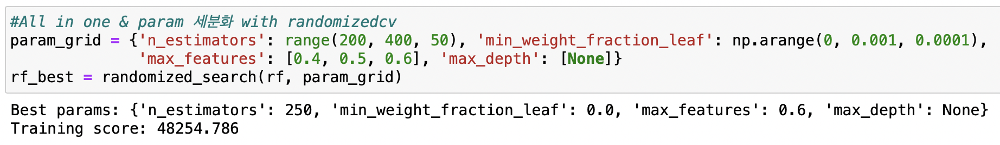 #All in one & param 세분화 with randomizedcv
param_grid = {'n_estimators': range(200, 400, 50), 'min_weight_fraction_leaf': np.arange(0, 0.001, 0.0001),
'max_features': [0.4, 0.5, 0.6], 'max_depth': [None]}
rf_best = randomized_search(rf, param_grid)
Best params: {'n_estimators': 250, 'min_weight_fraction_leaf': 0.0, 'max_features': 0.6, 'max_depth': None}
Training score: 48254.786